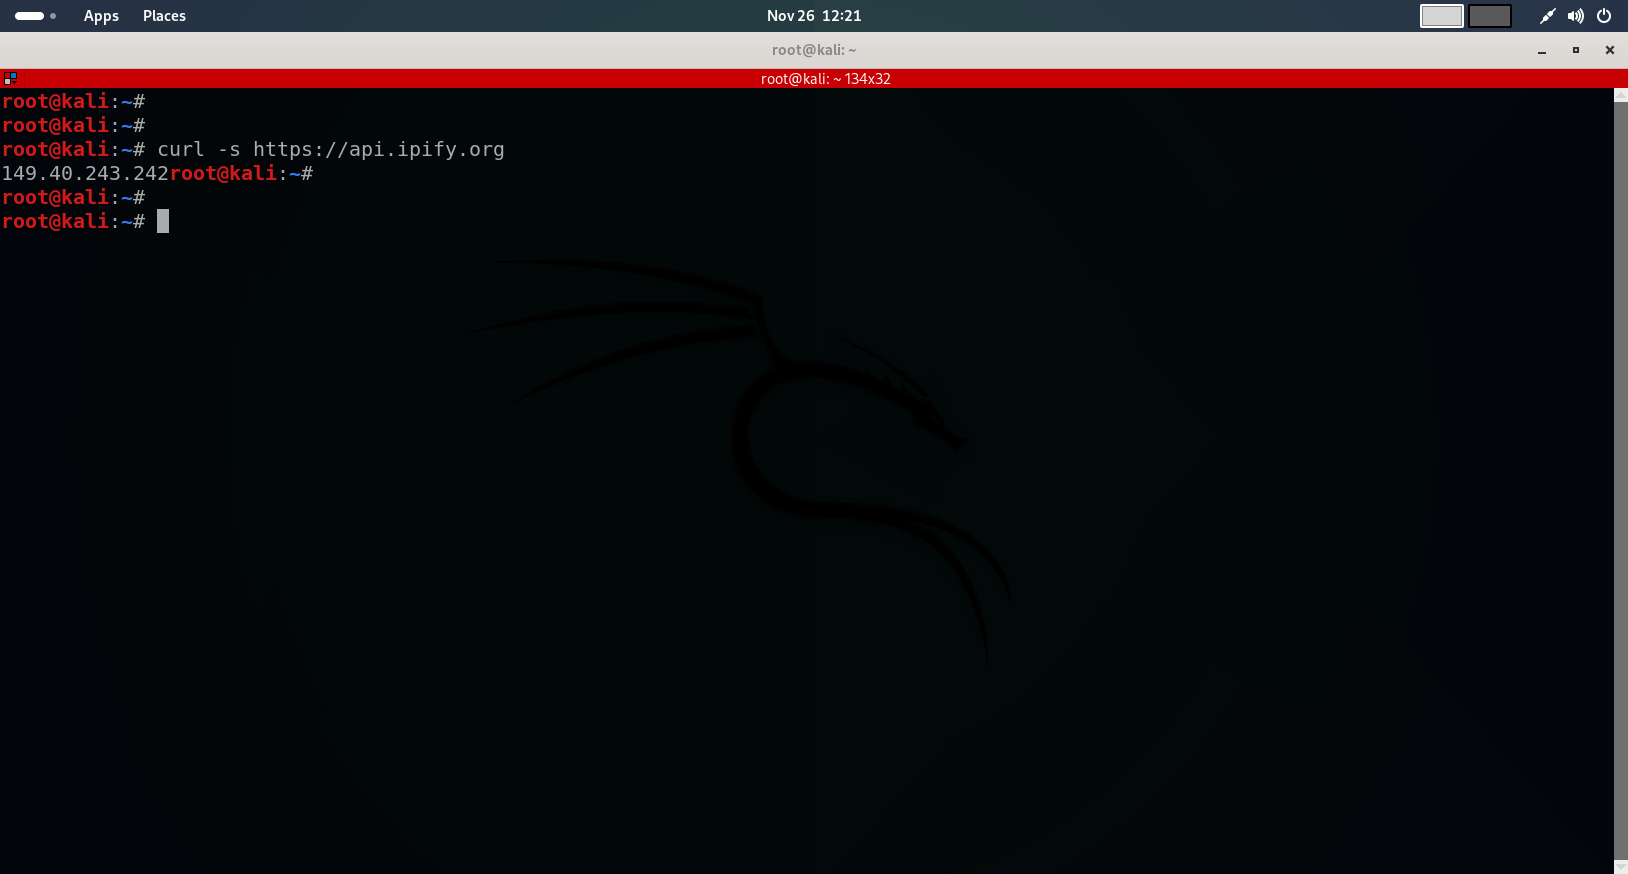 Apps Places Nov 26 12:21
root@kali: ~
root@kali: ~ 134x32
root@kali:~#
root@kali:~#
root@kali:~# curl -s https://api.ipify.org
149.40.243.242root@kali:~#
root@kali:~#
root@kali:~#